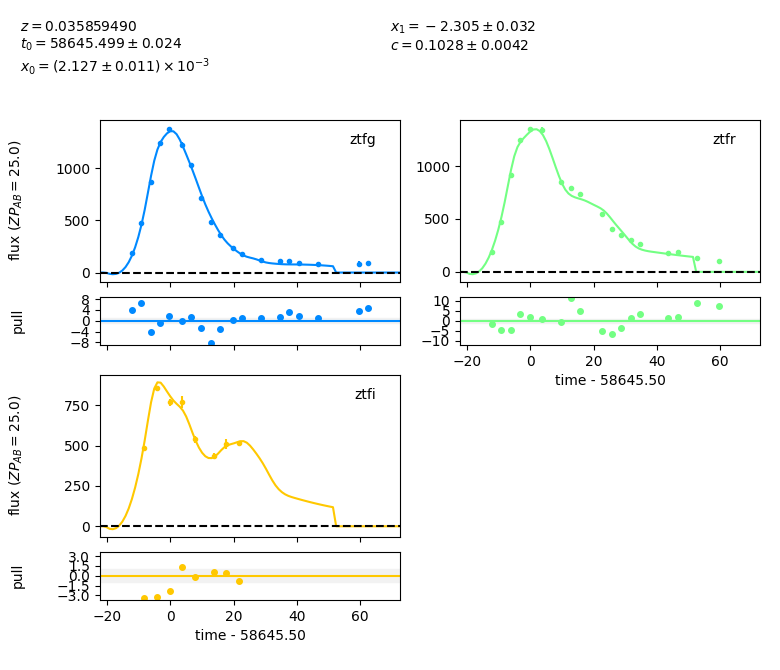 z = 0.035859490
t₀ = 58645.499 ± 0.024
x₀ = (2.127 ± 0.011) × 10⁻³
x₁ = −2.305 ± 0.032
c = 0.1028 ± 0.0042
ztfg
flux (ZP_AB = 25.0)
1000
500
0
pull
8
4
0
−4
−8
ztfr
1000
500
0
10
5
0
−5
−10
−20 0 20 40 60
time - 58645.50
ztfi
flux (ZP_AB = 25.0)
750
500
250
0
pull
3.0
1.5
0.0
−1.5
−3.0
−20 0 20 40 60
time - 58645.50